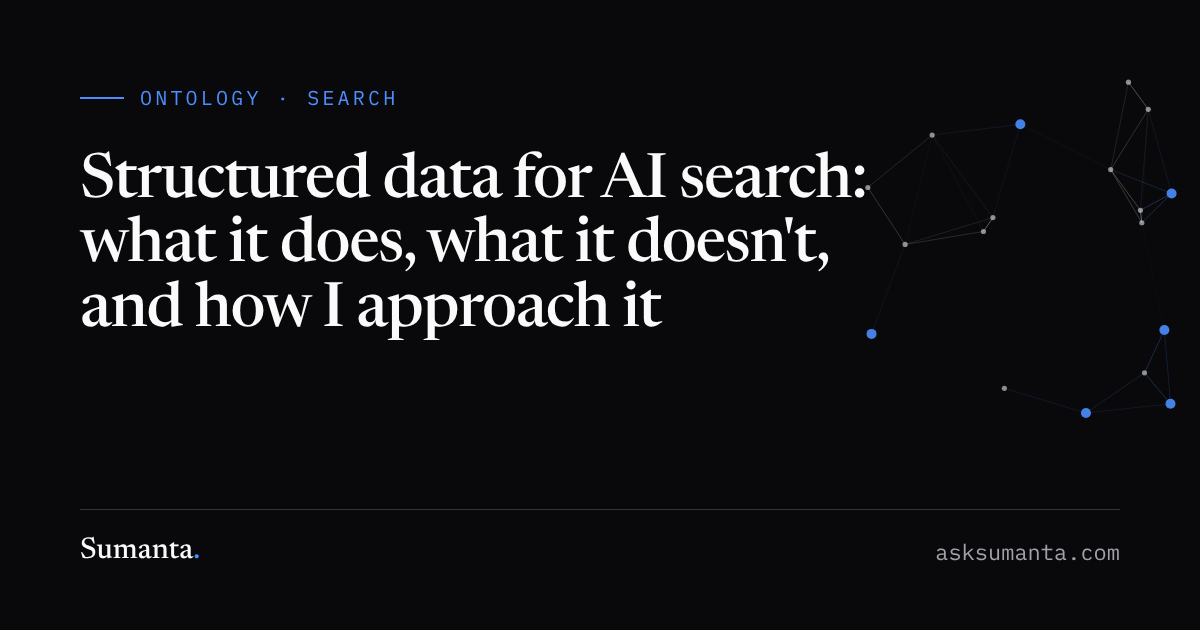 ONTOLOGY · SEARCH
Structured data for AI search:
what it does, what it doesn't,
and how I approach it
Sumanta.
asksumanta.com